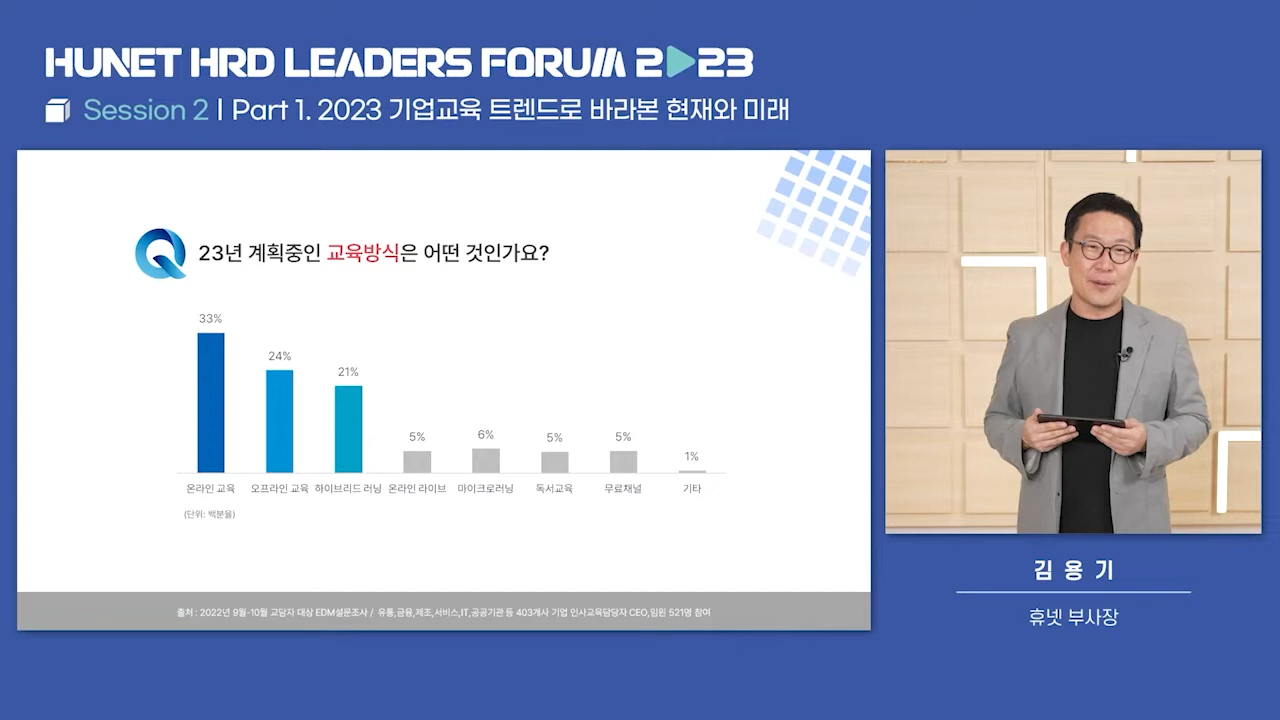 HUNET HRD LEADERS FORUM 2023
Session 2 | Part 1. 2023 기업교육 트렌드로 바라본 현재와 미래
Q 23년 계획중인 교육방식은 어떤 것인가요?
33%
24%
21%
5%
6%
5%
5%
1%
온라인 교육
오프라인 교육
하이브리드 러닝
온라인 라이브
마이크로러닝
독서교육
무료채널
기타
(단위: 백분율)
출처 : 2022년 9월-10월 교담자 대상 EDM설문조사 / 유통,금융,제조,서비스,IT,공공기관 등 403개사 기업 인사교육담당자 CEO,임원 521명 참여
김용기
휴넷 부사장